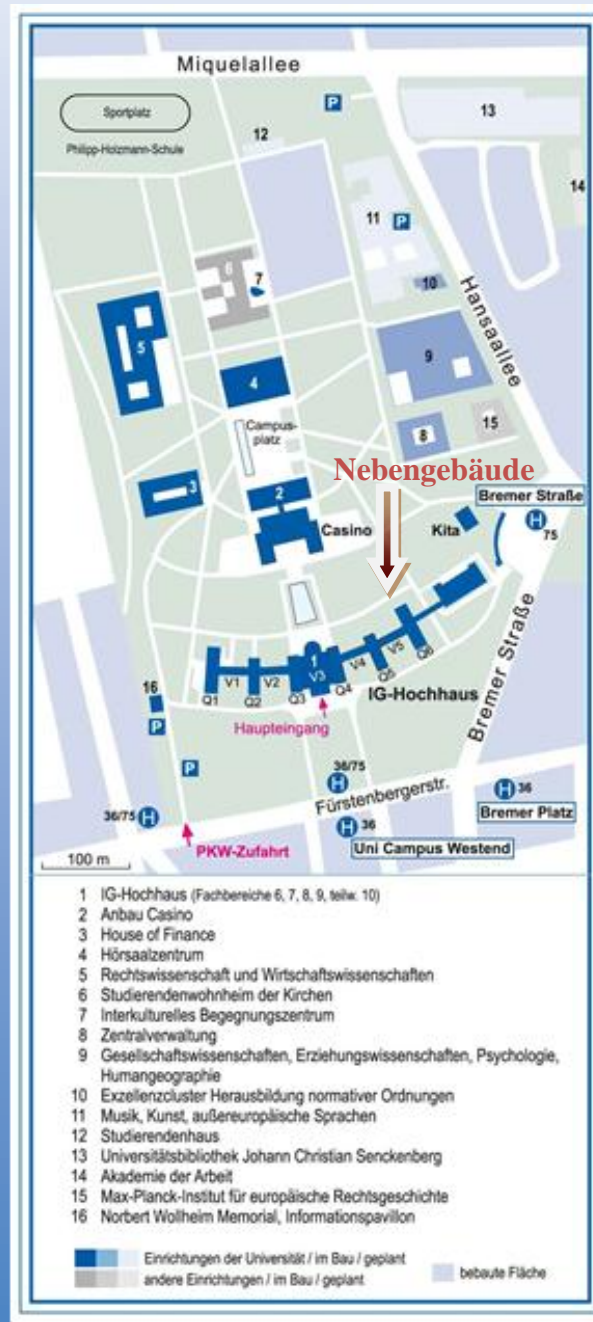 Miquelallee
Sportplatz
Philipp-Holzmann-Schule
P
12
13
14
11
P
10
Hansaallee
6
7
5
4
9
8
15
Campus-
platz
3
2
Casino
Nebengebäude
Bremer Straße
H
75
Kita
1
V1
V2
V3
V4
V5
Q1
Q2
Q3
Q4
Q5
Q6
IG-Hochhaus
Haupteingang
16
P
P
Bremer Straße
36/75
H
Fürstenbergerstr.
H 36
Bremer Platz
36/75 H
H 36
Uni Campus Westend
PKW-Zufahrt
100 m
1 IG-Hochhaus (Fachbereiche 6, 7, 8, 9, teilw. 10)
2 Anbau Casino
3 House of Finance
4 Hörsaalzentrum
5 Rechtswissenschaft und Wirtschaftswissenschaften
6 Studierendenwohnheim der Kirchen
7 Interkulturelles Begegnungszentrum
8 Zentralverwaltung
9 Gesellschaftswissenschaften, Erziehungswissenschaften, Psychologie,
Humangeographie
10 Exzellenzcluster Herausbildung normativer Ordnungen
11 Musik, Kunst, außereuropäische Sprachen
12 Studierendenhaus
13 Universitätsbibliothek Johann Christian Senckenberg
14 Akademie der Arbeit
15 Max-Planck-Institut für europäische Rechtsgeschichte
16 Norbert Wollheim Memorial, Informationspavillon
Einrichtungen der Universität / im Bau / geplant
andere Einrichtungen / im Bau / geplant
bebaute Fläche